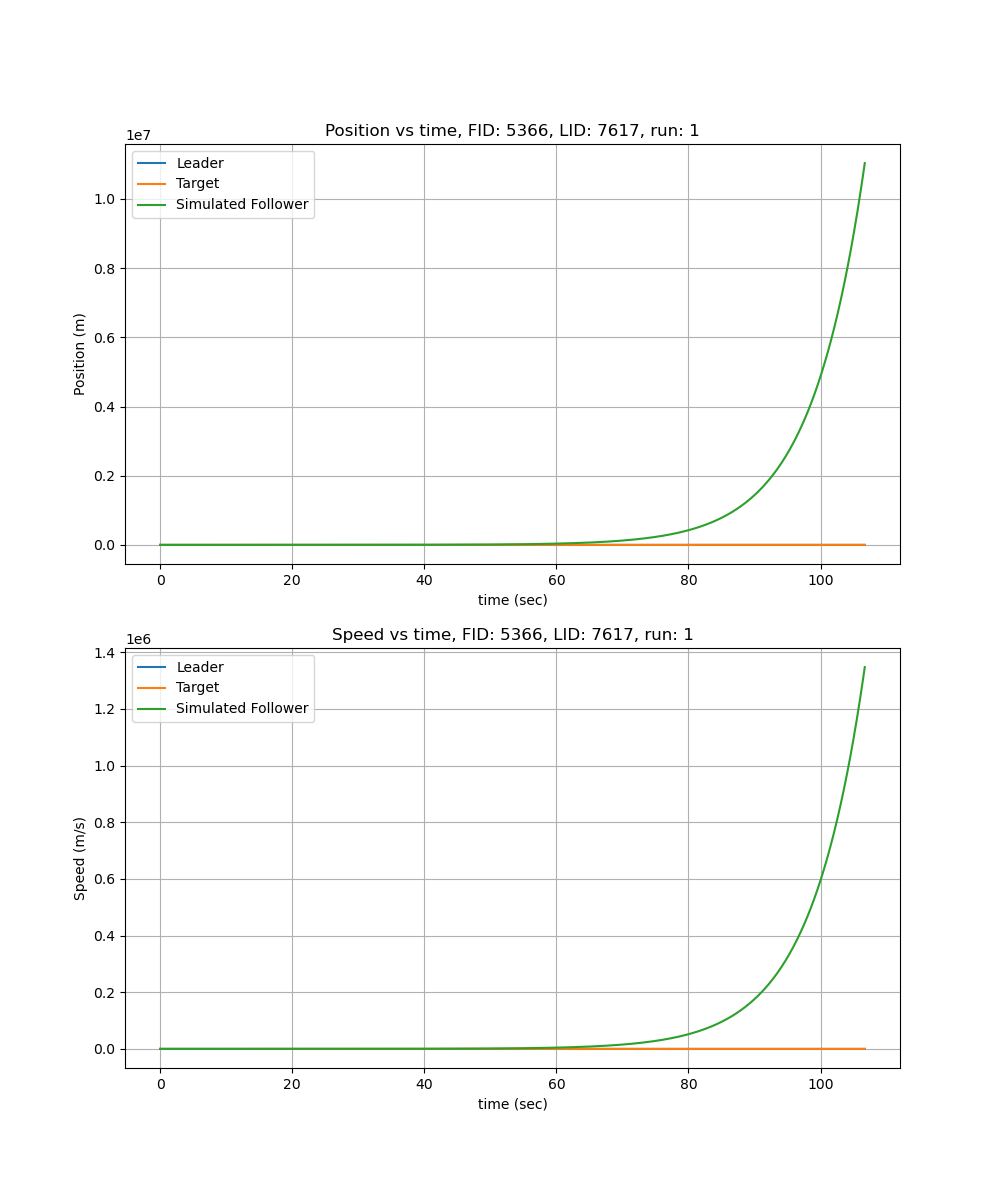 Position vs time, FID: 5366, LID: 7617, run: 1
1e7
Leader
Target
Simulated Follower
1.0
0.8
0.6
0.4
0.2
0.0
Position (m)
0 20 40 60 80 100
time (sec)
Speed vs time, FID: 5366, LID: 7617, run: 1
1e6
Leader
Target
Simulated Follower
1.4
1.2
1.0
0.8
0.6
0.4
0.2
0.0
Speed (m/s)
0 20 40 60 80 100
time (sec)